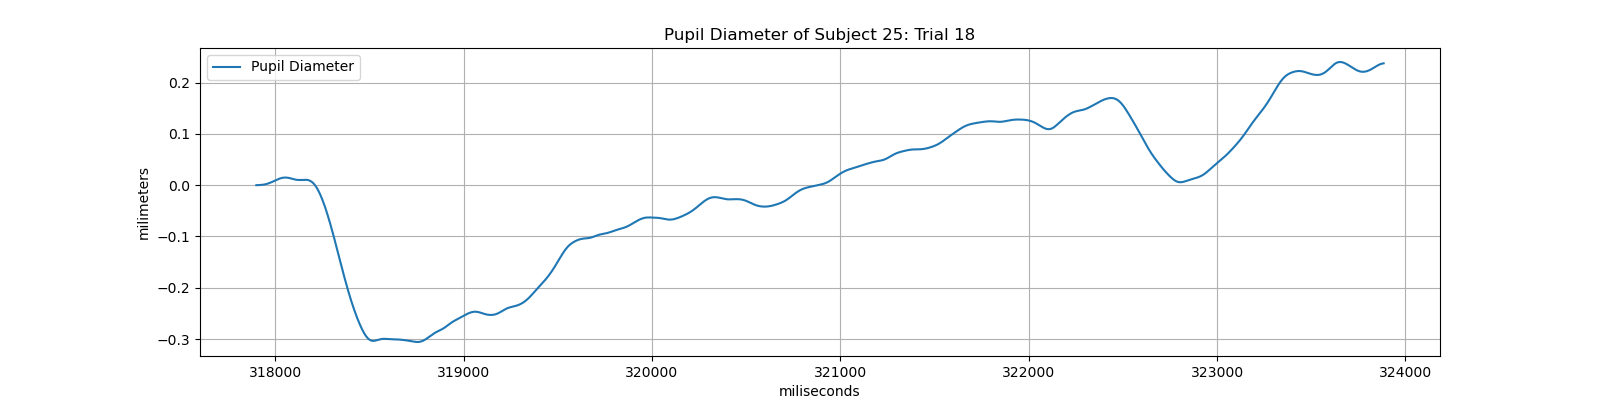 Pupil Diameter of Subject 25: Trial 18
Pupil Diameter
0.2
0.1
0.0
−0.1
−0.2
−0.3
milimeters
318000 319000 320000 321000 322000 323000 324000
miliseconds